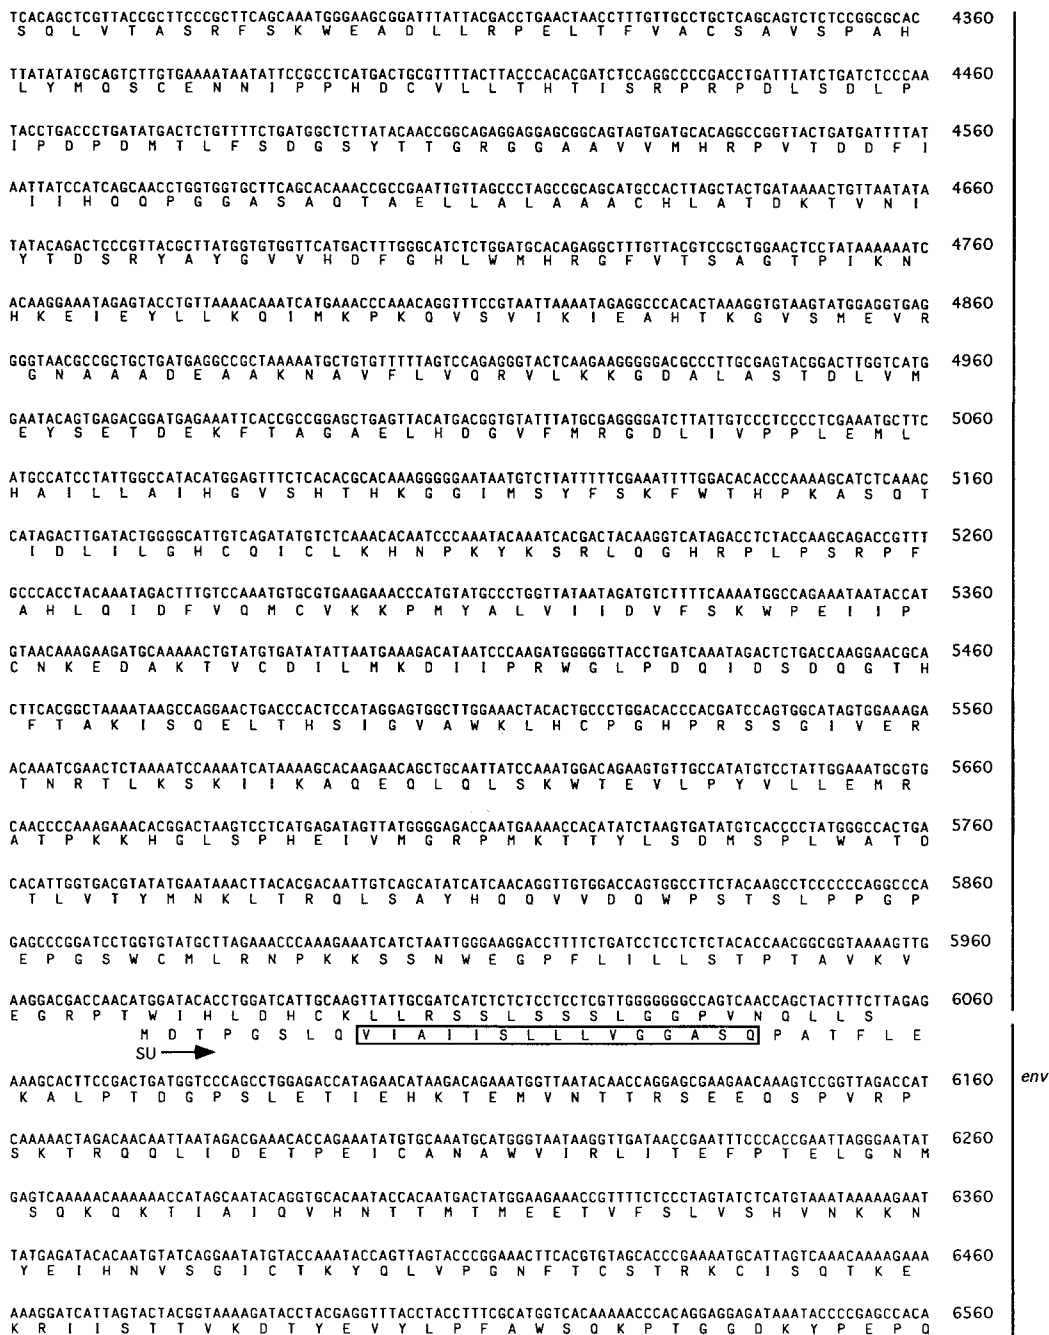 TCACAGCTCGTTACCGCTTCCCGCTTCAGCAAATGGGAAGCGGATTTATTACGACCTGAACTAACCTTTGTTGCCTGCTCAGCAGTCTCTCCGGCGCAC 4360
S Q L V T A S R F S K W E A D L L R P E L T F V A C S A V S P A H
TTATATATGCAGTCTTGTGAAAATAATATTCCGCCTCATGACTGCGTTTTACTTACCCACACGATCTCCAGGCCCCGACCTGATTTATCTGATCTCCCAA 4460
L Y M Q S C E N N I P P H D C V L L T H T I S R P R P D L S D L P
TACCTGACCCTGATATGACTCTGTTTTCTGATGGCTCTTATACAACCGGCAGAGGAGGAGCGGCAGTAGTGATGCACAGGCCGGTTACTGATGATTTTAT 4560
I P D P D M T L F S D G S Y T T G R G G A A V V M H R P V T D D F I
AATTATCCATCAGCAACCTGGTGGTGCTTCAGCACAAACCGCCGAATTGTTAGCCCTAGCCGCAGCATGCCACTTAGCTACTGATAAAACTGTTAATATA 4660
I I H Q Q P G G A S A Q T A E L L A L A A A C H L A T D K T V N I
TATACAGACTCCCGTTACGCTTATGGTGTGGTTCATGACTTTGGGCATCTCTGGATGCACAGAGGCTTTGTTACGTCCGCTGGAACTCCTATAAAAAATC 4760
Y T D S R Y A Y G V V H D F G H L W M H R G F V T S A G T P I K N
ACAAGGAAATAGAGTACCTGTTAAAACAAATCATGAAACCCAAACAGGTTTCCGTAATTAAAATAGAGGCCCACACTAAAGGTGTAAGTATGGAGGTGAG 4860
H K E I E Y L L K Q I M K P K Q V S V I K I E A H T K G V S M E V R
GGGTAACGCCGCTGCTGATGAGGCCGCTAAAAATGCTGTGTTTTTAGTCCAGAGGGTACTCAAGAAGGGGGACGCCCTTGCGAGTACGGACTTGGTCATG 4960
G N A A A D E A A K N A V F L V Q R V L K K G D A L A S T D L V M
GAATACAGTGAGACGGATGAGAAATTCACCGCCGGAGCTGAGTTACATGACGGTGTATTTATGCGAGGGGATCTTATTGTCCCTCCCCTCGAAATGCTTC 5060
E Y S E T D E K F T A G A E L H D G V F M R G D L I V P P L E M L
ATGCCATCCTATTGGCCATACATGGAGTTTCTCACACGCACAAAGGGGGAATAATGTCTTATTTTTCGAAATTTTGGACACACCCAAAAGCATCTCAAAC 5160
H A I L L A I H G V S H T H K G G I M S Y F S K F W T H P K A S Q T
CATAGACTTGATACTGGGGCATTGTCAGATATGTCTCAAACACAATCCCAAATACAAATCACGACTACAAGGTCATAGACCTCTACCAAGCAGACCGTTT 5260
I D L I L G H C Q I C L K H N P K Y K S R L Q G H R P L P S R P F
GCCCACCTACAAATAGACTTTGTCCAAATGTGCGTGAAGAAACCCATGTATGCCCTGGTTATAATAGATGTCTTTTCAAAATGGCCAGAAATAATACCAT 5360
A H L Q I D F V Q M C V K K P M Y A L V I I D V F S K W P E I I P
GTAACAAAGAAGATGCAAAAACTGTATGTGATATATTAATGAAAGACATAATCCCAAGATGGGGGTTACCTGATCAAATAGACTCTGACCAAGGAACGCA 5460
C N K E D A K T V C D I L M K D I I P R W G L P D Q I D S D Q G T H
CTTCACGGCTAAAATAAGCCAGGAACTGACCCACTCCATAGGAGTGGCTTGGAAACTACACTGCCCTGGACACCCACGATCCAGTGGCATAGTGGAAAGA 5560
F T A K I S Q E L T H S I G V A W K L H C P G H P R S S G I V E R
ACAAATCGAACTCTAAAATCCAAAATCATAAAAGCACAAGAACAGCTGCAATTATCCAAATGGACAGAAGTGTTGCCATATGTCCTATTGGAAATGCGTG 5660
T N R T L K S K I I K A Q E Q L Q L S K W T E V L P Y V L L E M R
CAACCCCAAAGAAACACGGACTAAGTCCTCATGAGATAGTTATGGGGAGACCAATGAAAACCACATATCTAAGTGATATGTCACCCCTATGGGCCACTGA 5760
A T P K K H G L S P H E I V M G R P M K T T Y L S D M S P L W A T D
CACATTGGTGACGTATATGAATAAACTTACACGACAATTGTCAGCATATCATCAACAGGTTGTGGACCAGTGGCCTTCTACAAGCCTCCCCCCAGGCCCA 5860
T L V T Y M N K L T R Q L S A Y H Q Q V V D Q W P S T S L P P G P
GAGCCCGGATCCTGGTGTATGCTTAGAAACCCAAAGAAATCATCTAATTGGGAAGGACCTTTTCTGATCCTCCTCTCTACACCAACGGCGGTAAAAGTTG 5960
E P G S W C M L R N P K K S S N W E G P F L I L L S T P T A V K V
AAGGACGACCAACATGGATACACCTGGATCATTGCAAGTTATTGCGATCATCTCTCTCCTCCTCGTTGGGGGGGCCAGTCAACCAGCTACTTTCTTAGAG 6060
E G R P T W I H L D H C K L L R S S L S S S L G G P V N Q L L S
M D T P G S L Q V I A I I S L L L V G G A S Q P A T F L E
SU
AAAGCACTTCCGACTGATGGTCCCAGCCTGGAGACCATAGAACATAAGACAGAAATGGTTAATACAACCAGGAGCGAAGAACAAAGTCCGGTTAGACCAT 6160
env
K A L P T D G P S L E T I E H K T E M V N T T R S E E Q S P V R P
CAAAAACTAGACAACAATTAATAGACGAAACACCAGAAATATGTGCAAATGCATGGGTAATAAGGTTGATAACCGAATTTCCCACCGAATTAGGGAATAT 6260
S K T R Q Q L I D E T P E I C A N A W V I R L I T E F P T E L G N M
GAGTCAAAAACAAAAAACCATAGCAATACAGGTGCACAATACCACAATGACTATGGAAGAAACCGTTTTCTCCCTAGTATCTCATGTAAATAAAAAGAAT 6360
S Q K Q K T I A I Q V H N T T M T M E E T V F S L V S H V N K K N
TATGAGATACACAATGTATCAGGAATATGTACCAAATACCAGTTAGTACCCGGAAACTTCACGTGTAGCACCCGAAAATGCATTAGTCAAACAAAAGAAA 6460
Y E I H N V S G I C T K Y Q L V P G N F T C S T R K C I S Q T K E
AAAGGATCATTAGTACTACGGTAAAAGATACCTACGAGGTTTACCTACCTTTCGCATGGTCACAAAAACCCACAGGAGGAGATAAATACCCCGAGCCACA 6560
K R I I S T T V K D T Y E V Y L P F A W S Q K P T G G D K Y P E P Q